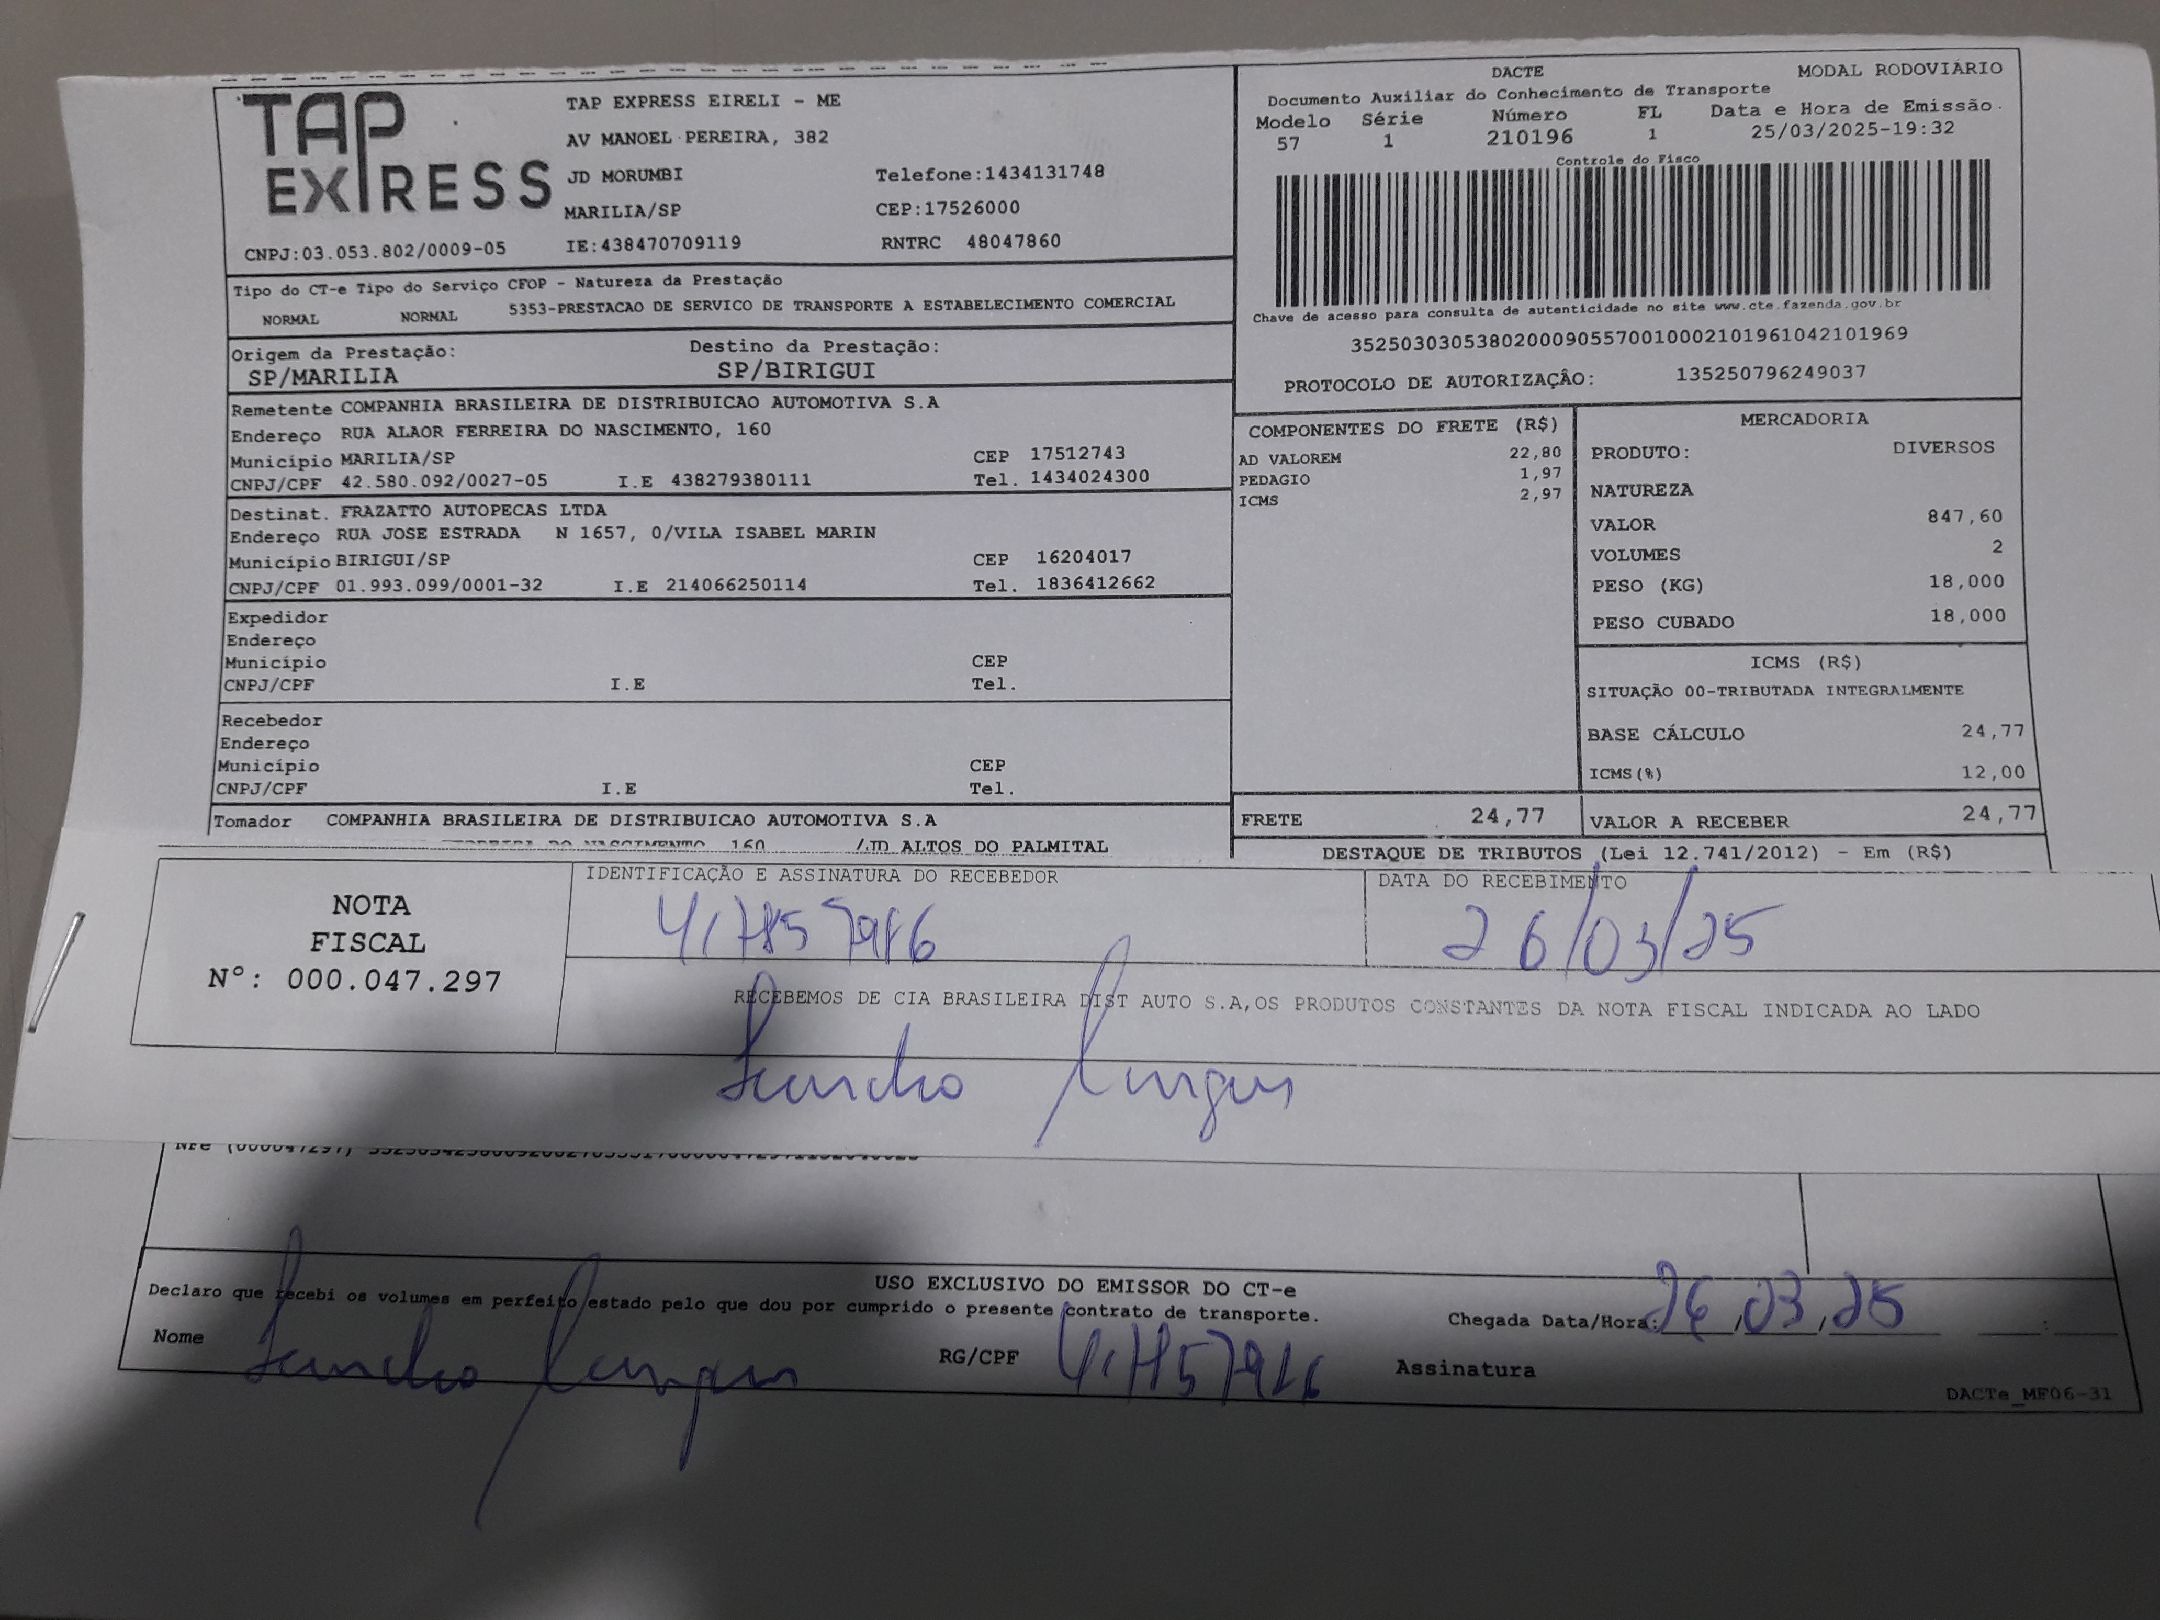 TAP EXPRESS
TAP EXPRESS EIRELI - ME
AV MANOEL PEREIRA, 382
JD MORUMBI Telefone:1434131748
MARILIA/SP CEP:17526000
CNPJ:03.053.802/0009-05 IE:438470709119 RNTRC 48047860
Tipo do CT-e Tipo do Serviço CFOP - Natureza da Prestação
NORMAL NORMAL 5353-PRESTACAO DE SERVICO DE TRANSPORTE A ESTABELECIMENTO COMERCIAL
Origem da Prestação: Destino da Prestação:
SP/MARILIA SP/BIRIGUI
Remetente COMPANHIA BRASILEIRA DE DISTRIBUICAO AUTOMOTIVA S.A
Endereço RUA ALAOR FERREIRA DO NASCIMENTO, 160
Município MARILIA/SP CEP 17512743
CNPJ/CPF 42.580.092/0027-05 I.E 438279380111 Tel. 1434024300
Destinat. FRAZATTO AUTOPECAS LTDA
Endereço RUA JOSE ESTRADA N 1657, 0/VILA ISABEL MARIN
Município BIRIGUI/SP CEP 16204017
CNPJ/CPF 01.993.099/0001-32 I.E 214066250114 Tel. 1836412662
Expedidor
Endereço
Município CEP
CNPJ/CPF I.E Tel.
Recebedor
Endereço
Município CEP
CNPJ/CPF I.E Tel.
Tomador COMPANHIA BRASILEIRA DE DISTRIBUICAO AUTOMOTIVA S.A
160 /JD ALTOS DO PALMITAL
DACTE MODAL RODOVIÁRIO
Documento Auxiliar do Conhecimento de Transporte
Modelo Série Número FL Data e Hora de Emissão
57 1 210196 1 25/03/2025-19:32
Controle do Fisco
Chave de acesso para consulta de autenticidade no site www.cte.fazenda.gov.br
35250303053802000905570010002101961042101969
PROTOCOLO DE AUTORIZAÇÃO: 135250796249037
COMPONENTES DO FRETE (R$)
AD VALOREM 22,80
PEDAGIO 1,97
ICMS 2,97
MERCADORIA
PRODUTO: DIVERSOS
NATUREZA
VALOR 847,60
VOLUMES 2
PESO (KG) 18,000
PESO CUBADO 18,000
ICMS (R$)
SITUAÇÃO 00-TRIBUTADA INTEGRALMENTE
BASE CÁLCULO 24,77
ICMS(%) 12,00
FRETE 24,77 VALOR A RECEBER 24,77
DESTAQUE DE TRIBUTOS (Lei 12.741/2012) - Em (R$)
NOTA
FISCAL
Nº: 000.047.297
IDENTIFICAÇÃO E ASSINATURA DO RECEBEDOR DATA DO RECEBIMENTO
26/03/25
RECEBEMOS DE CIA BRASILEIRA DIST AUTO S.A,OS PRODUTOS CONSTANTES DA NOTA FISCAL INDICADA AO LADO
USO EXCLUSIVO DO EMISSOR DO CT-e
Declaro que recebi os volumes em perfeito estado pelo que dou por cumprido o presente contrato de transporte.
Chegada Data/Hora: 26,03,25 :
Nome RG/CPF Assinatura
DACTe_MF06-31